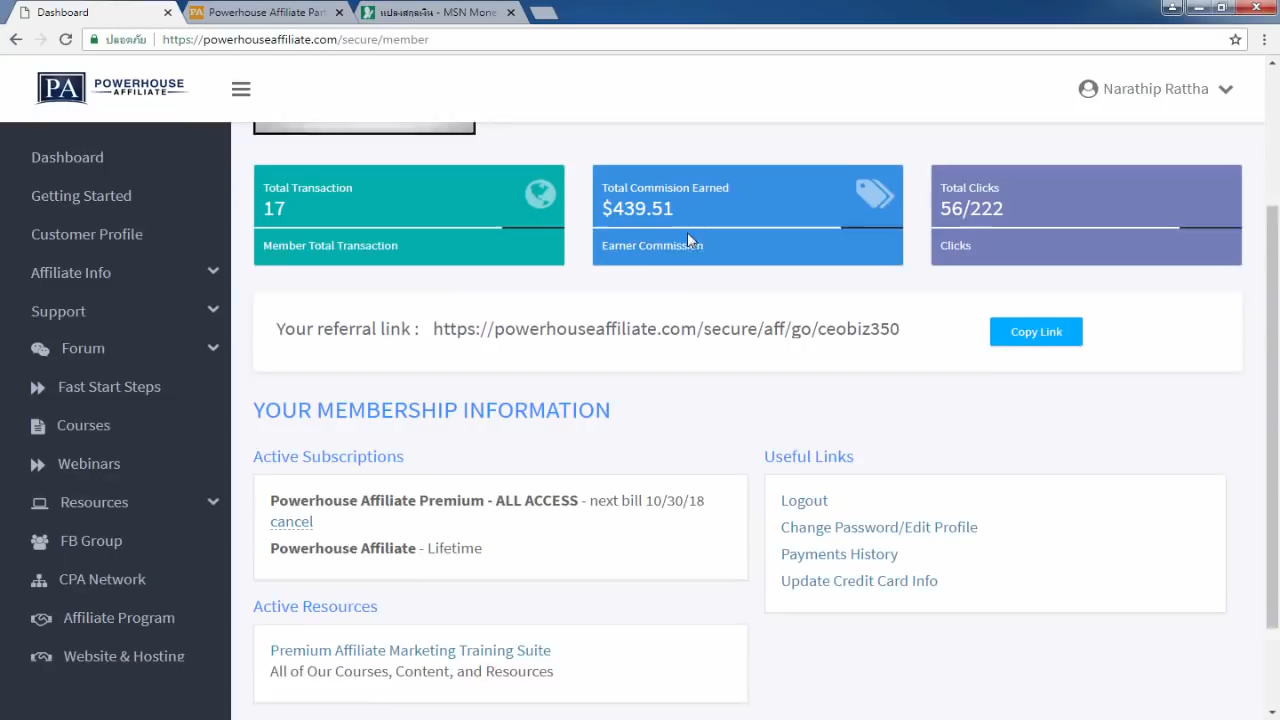 Dashboard
Powerhouse Affiliate Part
แปลงสกุลเงิน - MSN Mone
ปลอดภัย
https://powerhouseaffiliate.com/secure/member
PA
POWERHOUSE
AFFILIATE
Narathip Rattha
Dashboard
Getting Started
Customer Profile
Affiliate Info
Support
Forum
Fast Start Steps
Courses
Webinars
Resources
FB Group
CPA Network
Affiliate Program
Website & Hosting
Total Transaction
17
Member Total Transaction
Total Commision Earned
$439.51
Earner Commission
Total Clicks
56/222
Clicks
Your referral link : https://powerhouseaffiliate.com/secure/aff/go/ceobiz350
Copy Link
YOUR MEMBERSHIP INFORMATION
Active Subscriptions
Powerhouse Affiliate Premium - ALL ACCESS - next bill 10/30/18
cancel
Powerhouse Affiliate - Lifetime
Active Resources
Premium Affiliate Marketing Training Suite
All of Our Courses, Content, and Resources
Useful Links
Logout
Change Password/Edit Profile
Payments History
Update Credit Card Info